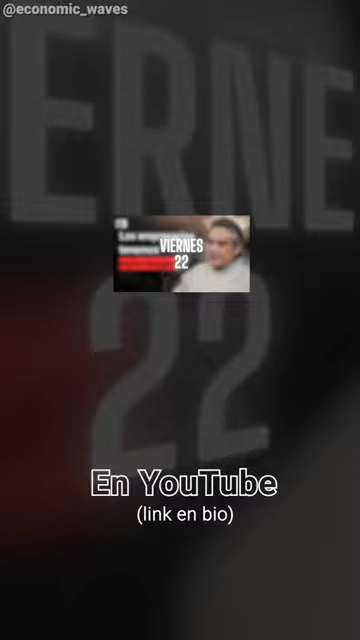 @economic_waves
ERNE
22
VIERNES
22
En YouTube
(link en bio)